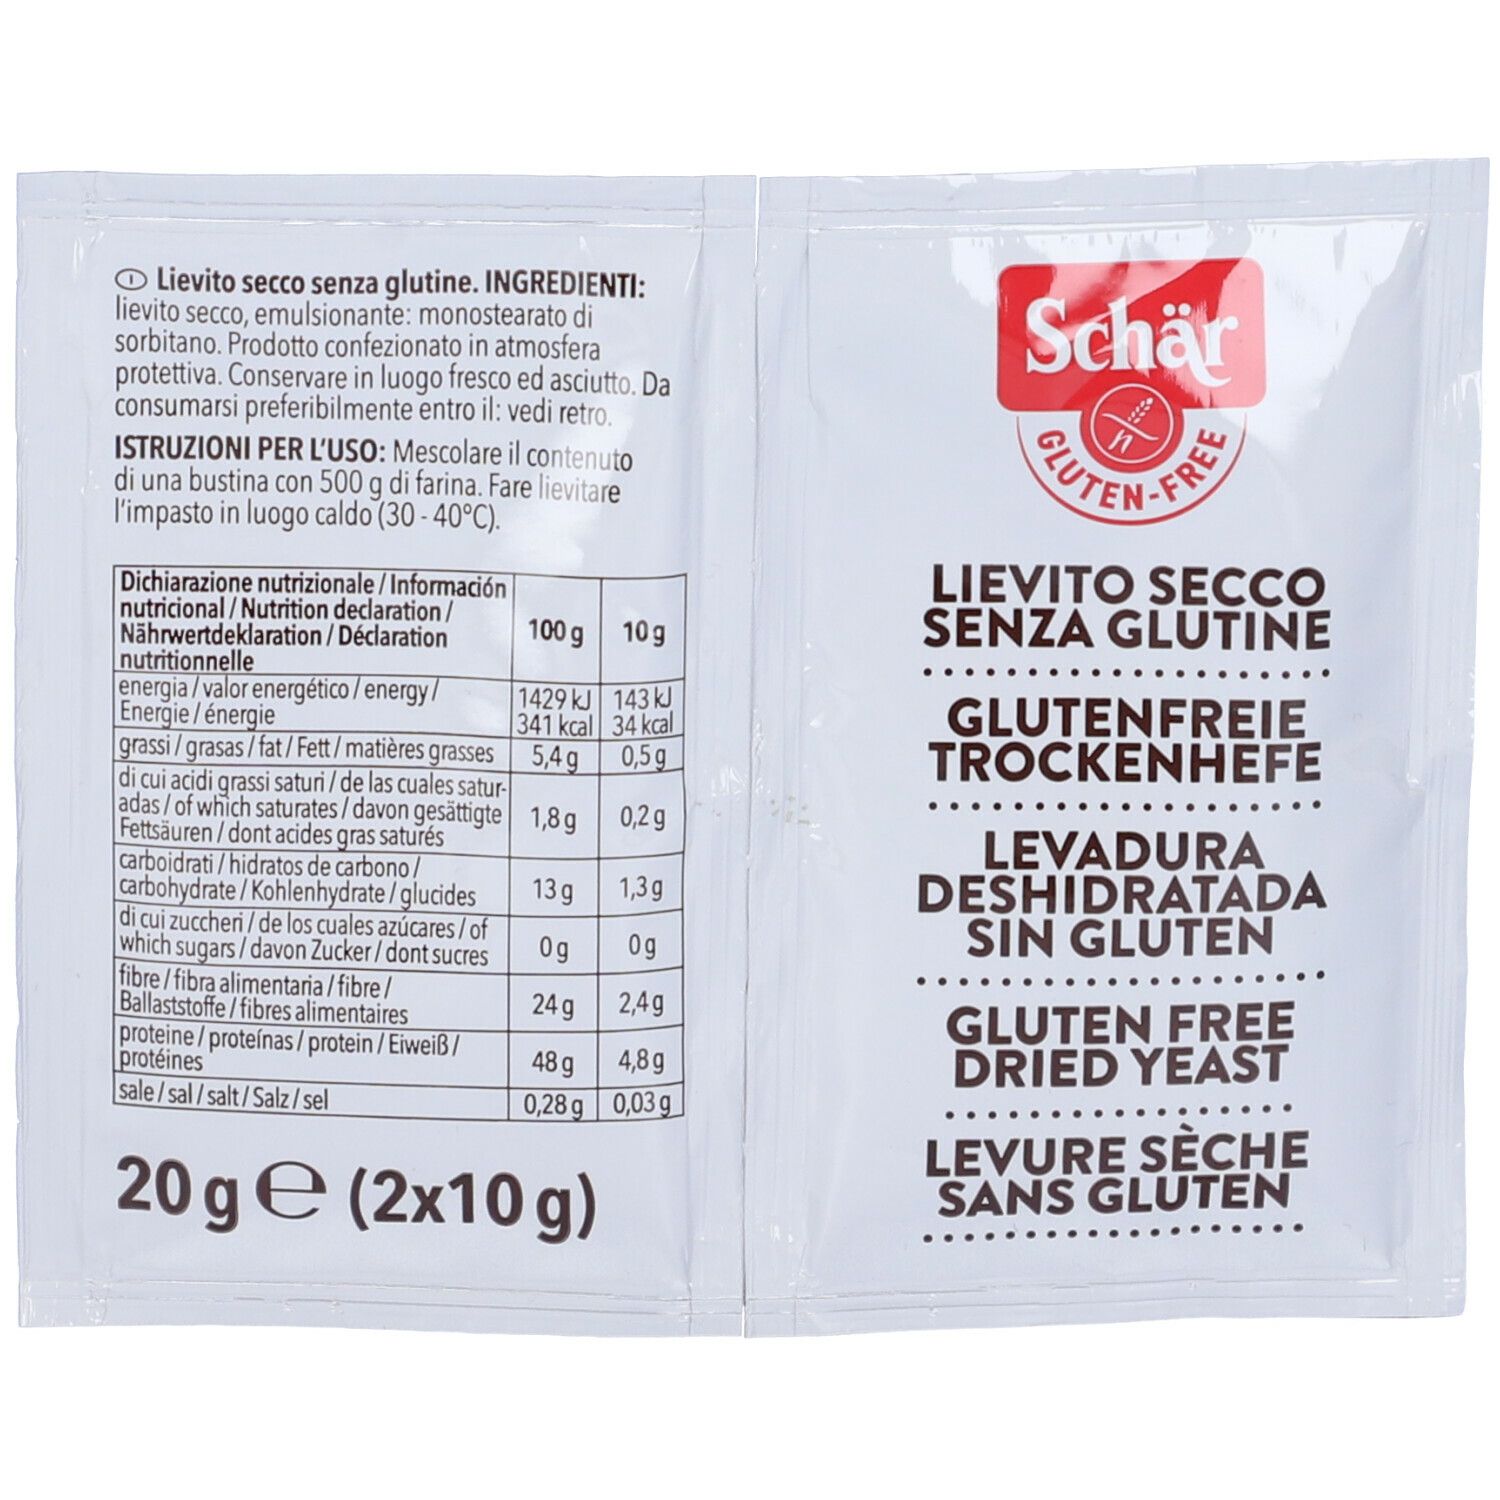 I Lievito secco senza glutine. INGREDIENTI:
lievito secco, emulsionante: monostearato di
sorbitano. Prodotto confezionato in atmosfera
protettiva. Conservare in luogo fresco ed asciutto. Da
consumarsi preferibilmente entro il: vedi retro.
ISTRUZIONI PER L'USO: Mescolare il contenuto
di una bustina con 500 g di farina. Fare lievitare
l'impasto in luogo caldo (30 - 40°C).
Dichiarazione nutrizionale / Información
nutricional / Nutrition declaration /
Nährwertdeklaration / Déclaration
nutritionnelle
100 g 10 g
energia / valor energético / energy /
Energie / énergie
1429 kJ 143 kJ
341 kcal 34 kcal
grassi / grasas / fat / Fett / matières grasses 5,4 g 0,5 g
di cui acidi grassi saturi / de las cuales satur-
adas / of which saturates / davon gesättigte
Fettsäuren / dont acides gras saturés
1,8 g 0,2 g
carboidrati / hidratos de carbono /
carbohydrate / Kohlenhydrate / glucides
13 g 1,3 g
di cui zuccheri / de los cuales azúcares / of
which sugars / davon Zucker / dont sucres
0 g 0 g
fibre / fibra alimentaria / fibre /
Ballaststoffe / fibres alimentaires
24 g 2,4 g
proteine / proteínas / protein / Eiweiß /
protéines
48 g 4,8 g
sale / sal / salt / Salz / sel 0,28 g 0,03 g
20 g ℮ (2x10 g)
Schär
GLUTEN-FREE
LIEVITO SECCO
SENZA GLUTINE
GLUTENFREIE
TROCKENHEFE
LEVADURA
DESHIDRATADA
SIN GLUTEN
GLUTEN FREE
DRIED YEAST
LEVURE SÈCHE
SANS GLUTEN